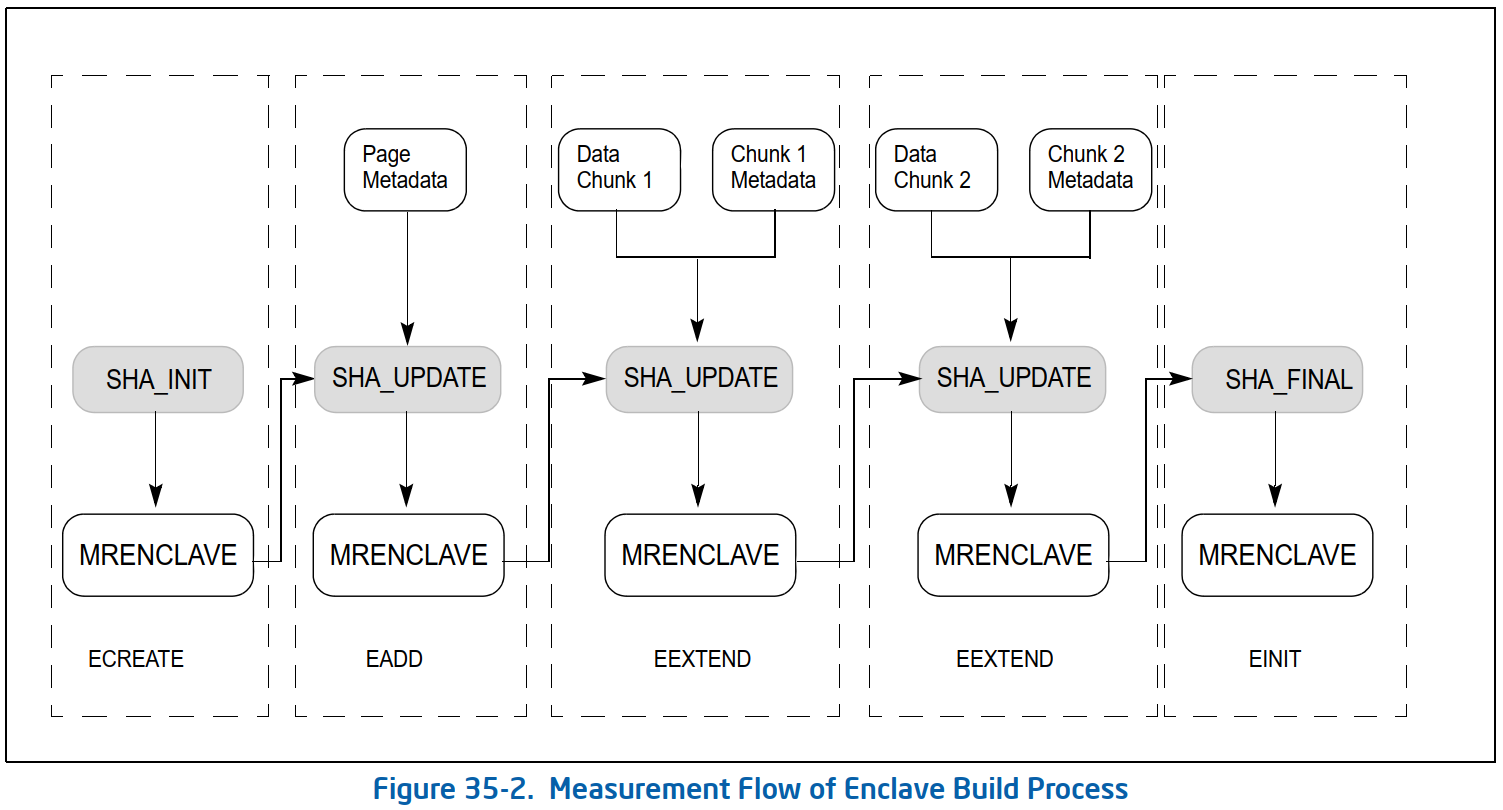 Page
Metadata
Data
Chunk 1
Chunk 1
Metadata
Data
Chunk 2
Chunk 2
Metadata
SHA_INIT
SHA_UPDATE
SHA_UPDATE
SHA_UPDATE
SHA_FINAL
MRENCLAVE
MRENCLAVE
MRENCLAVE
MRENCLAVE
MRENCLAVE
ECREATE
EADD
EEXTEND
EEXTEND
EINIT
Figure 35-2. Measurement Flow of Enclave Build Process